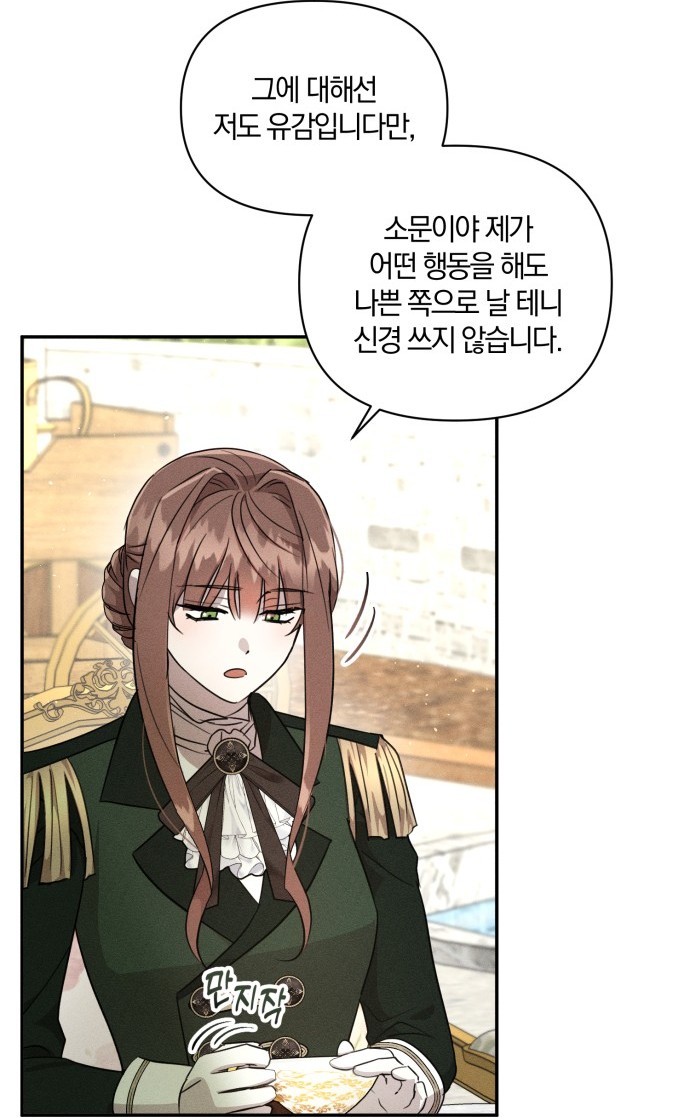 그에 대해선
저도 유감입니다만,
소문이야 제가
어떤 행동을 해도
나쁜 쪽으로 날 테니
신경 쓰지 않습니다.
만지작